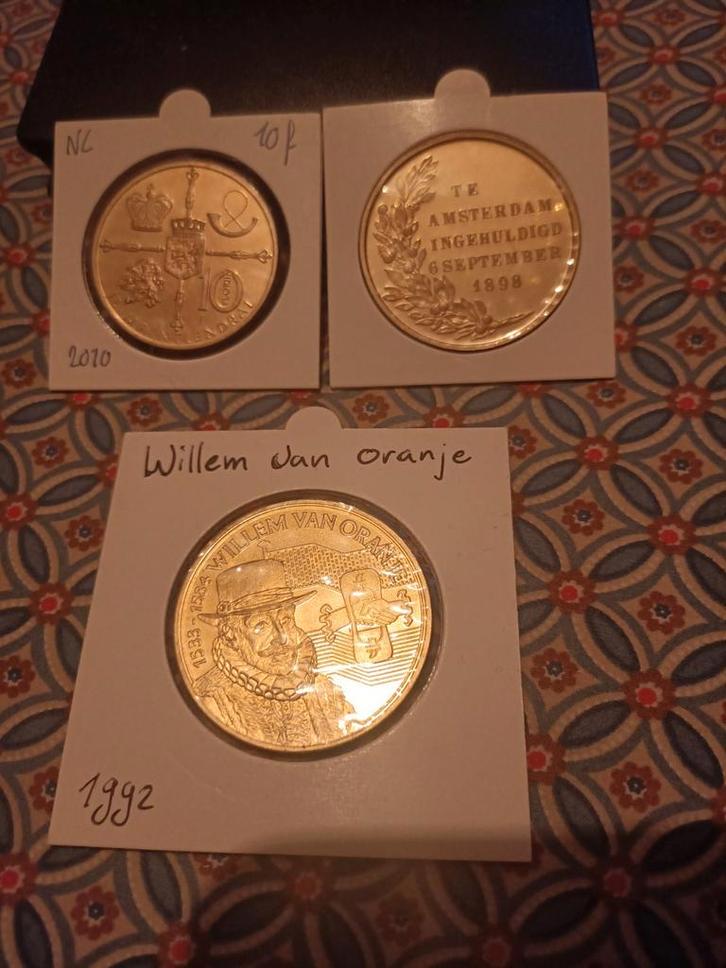 NL 10 f
10
2010
TE
AMSTERDAM
INGEHULDIGD
6 SEPTEMBER
1898
Willem van oranje
1533 - 1584 WILLEM VAN ORANJE
1992